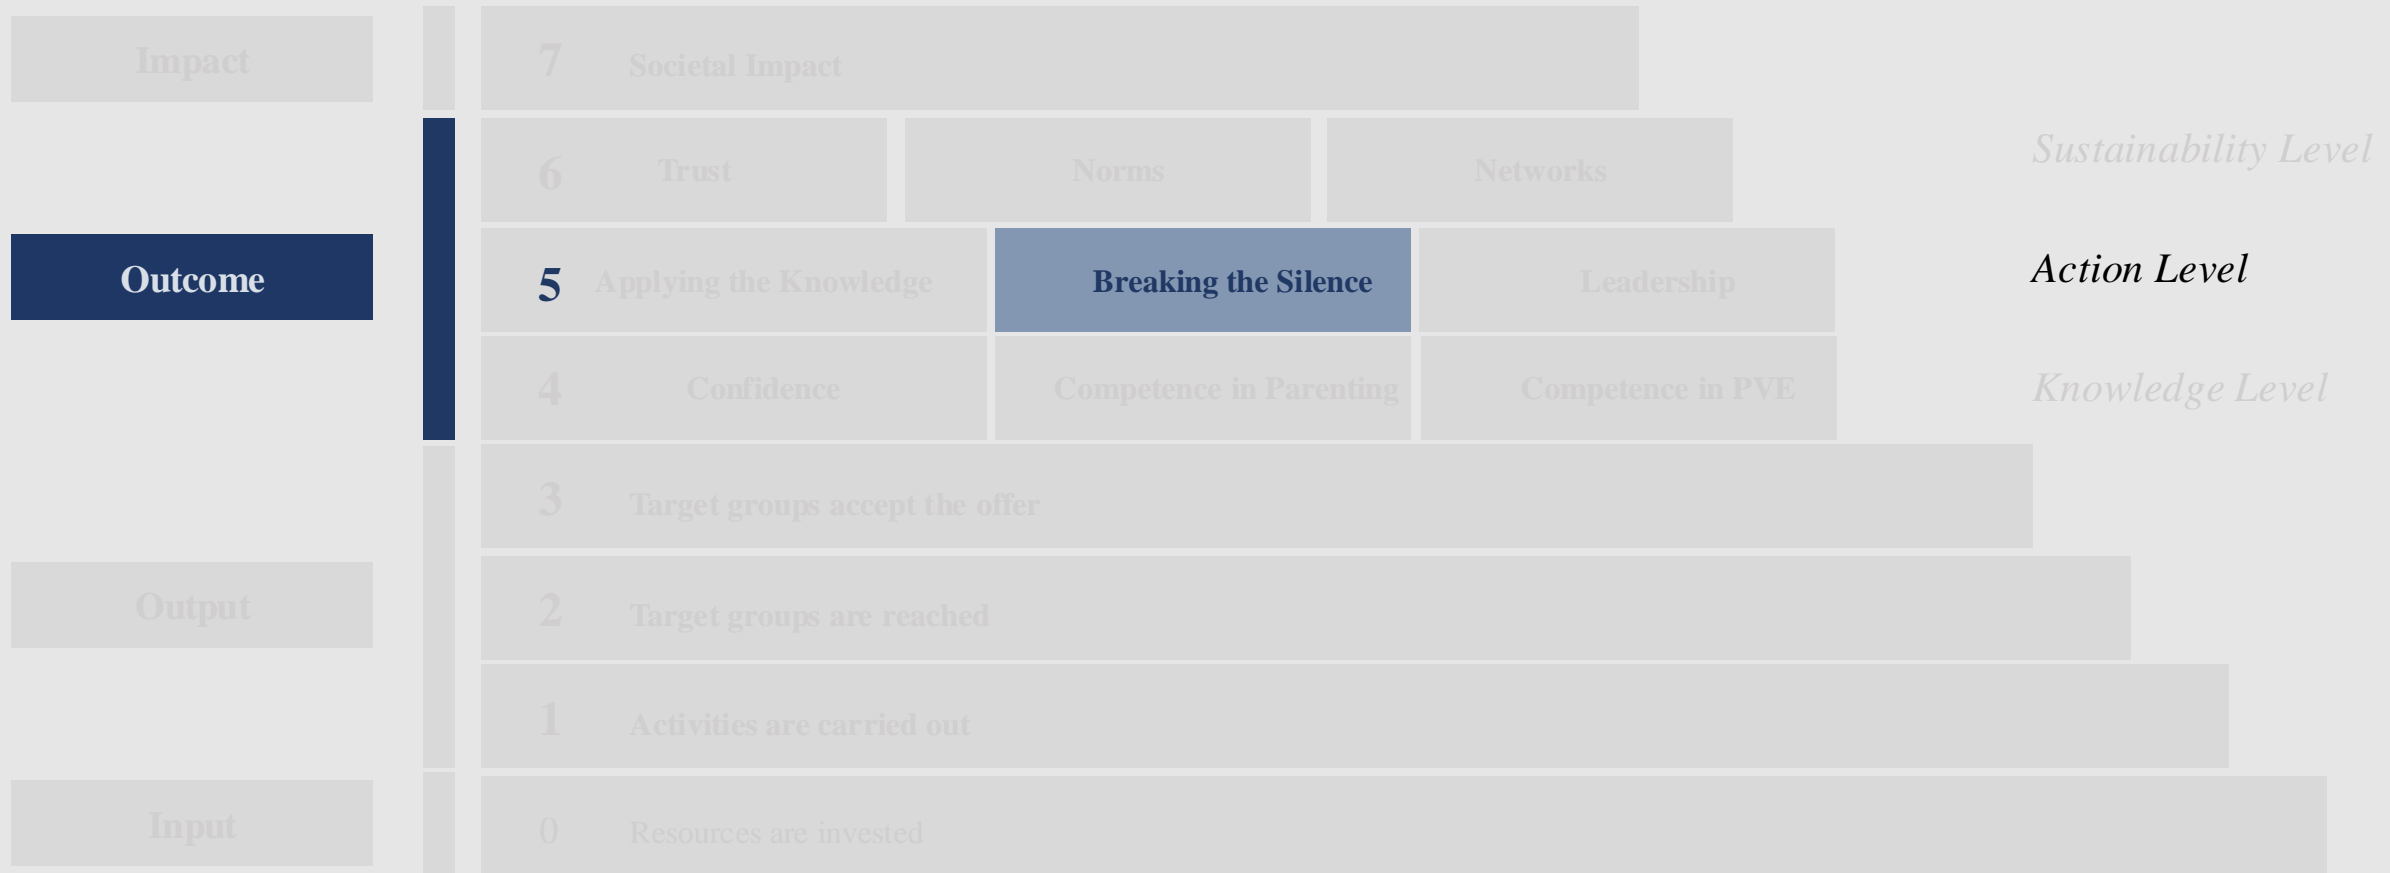 Impact
7 Societal Impact
6 Trust Norms Networks
Sustainability Level
Outcome
5 Applying the Knowledge Breaking the Silence Leadership
Action Level
4 Confidence Competence in Parenting Competence in PVE
Knowledge Level
3 Target groups accept the offer
Output
2 Target groups are reached
1 Activities are carried out
Input
0 Resources are invested